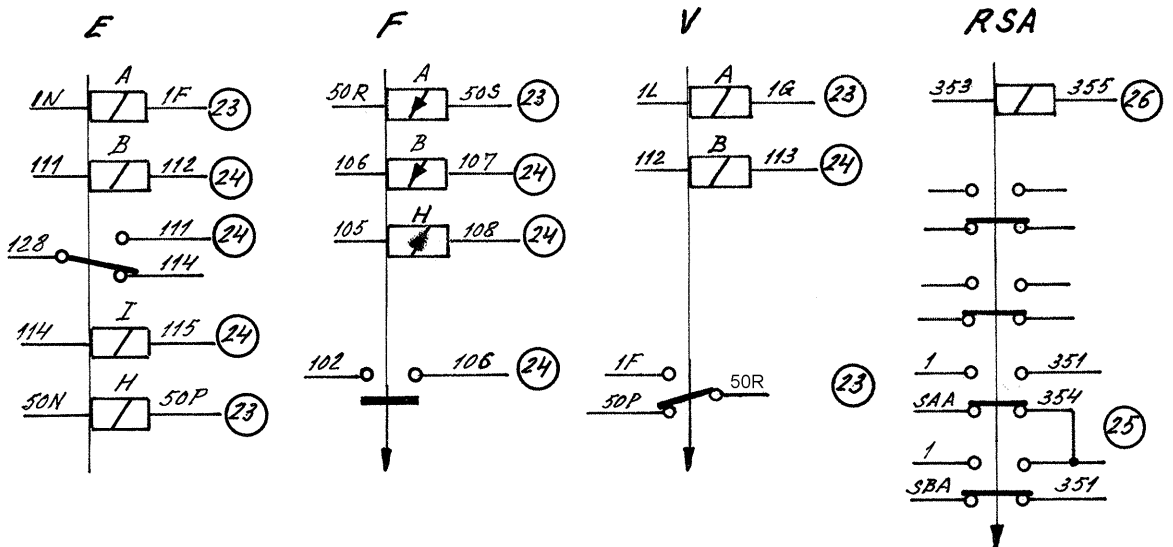 E
A
1N 1F 23
B
111 112 24
111 24
128
114
I
114 115 24
H
50N 50P 23
F
A
50R 50S 23
B
106 107 24
H
105 108 24
102 106 24
V
A
1L 1G 23
B
112 113 24
1F
50R 23
50P
RSA
353 355 26
1 351
SAA 354
25
1
SBA 351